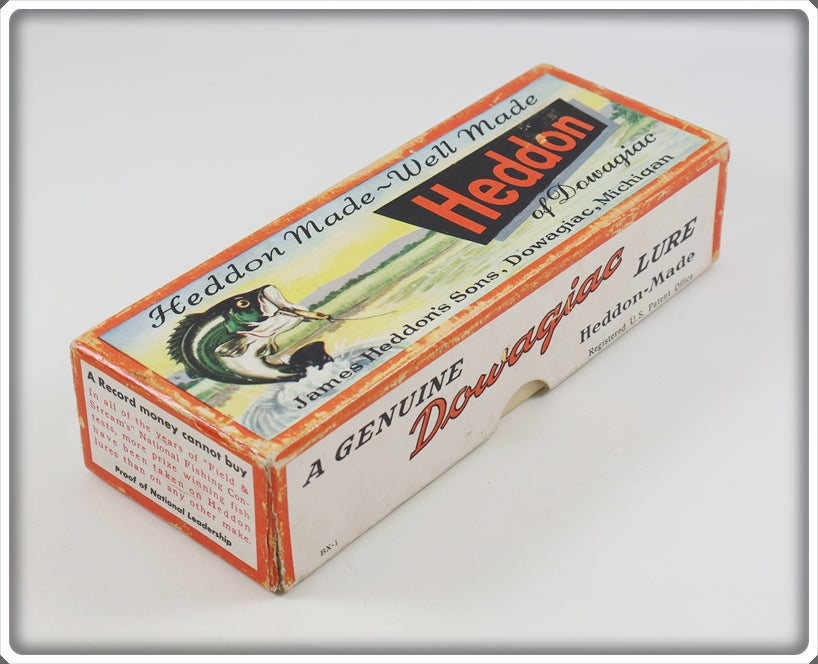 Heddon Made~Well Made
Heddon
of Dowagiac
James Heddon's Sons, Dowagiac, Michigan
A GENUINE Dowagiac LURE
Heddon-Made
Registered U.S. Patent Office
BX-1
A Record money cannot buy
In all of the years of "Field &
Stream's" National Fishing Con-
tests, more prize winning fish
have been taken on Heddon
lures than on any other make.
Proof of National Leadership